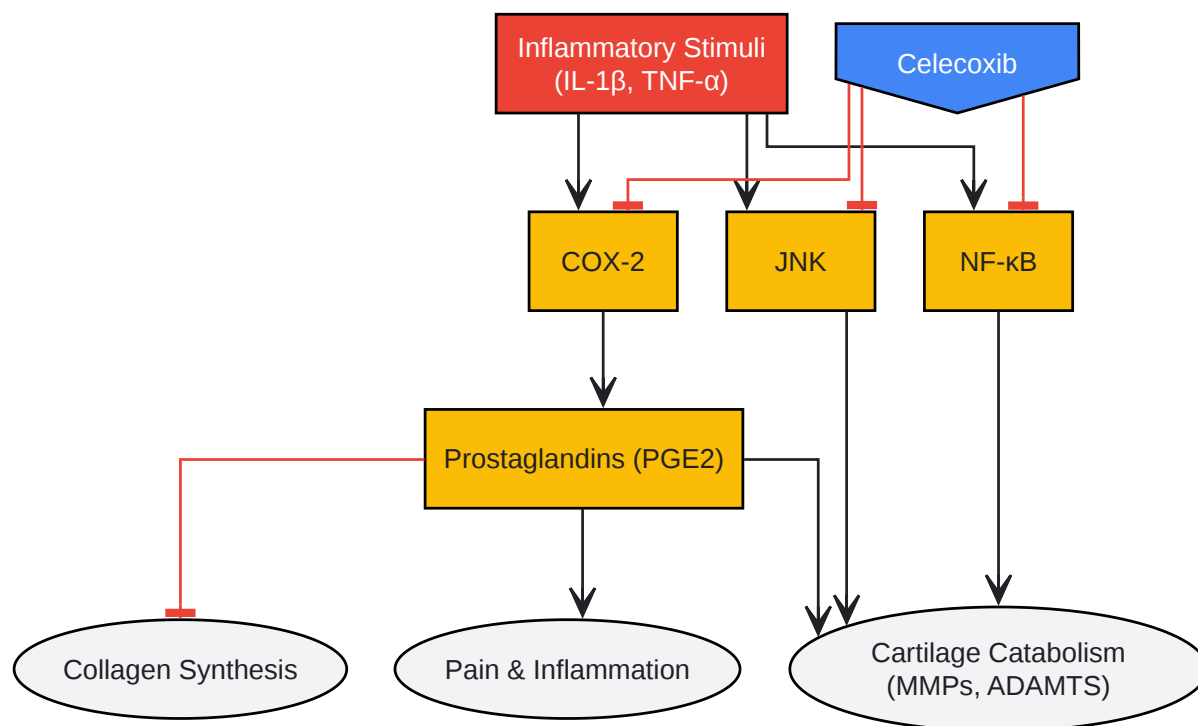 Inflammatory Stimuli
(IL-1β, TNF-α)
Celecoxib
COX-2
JNK
NF-κB
Prostaglandins (PGE2)
Collagen Synthesis
Pain & Inflammation
Cartilage Catabolism
(MMPs, ADAMTS)